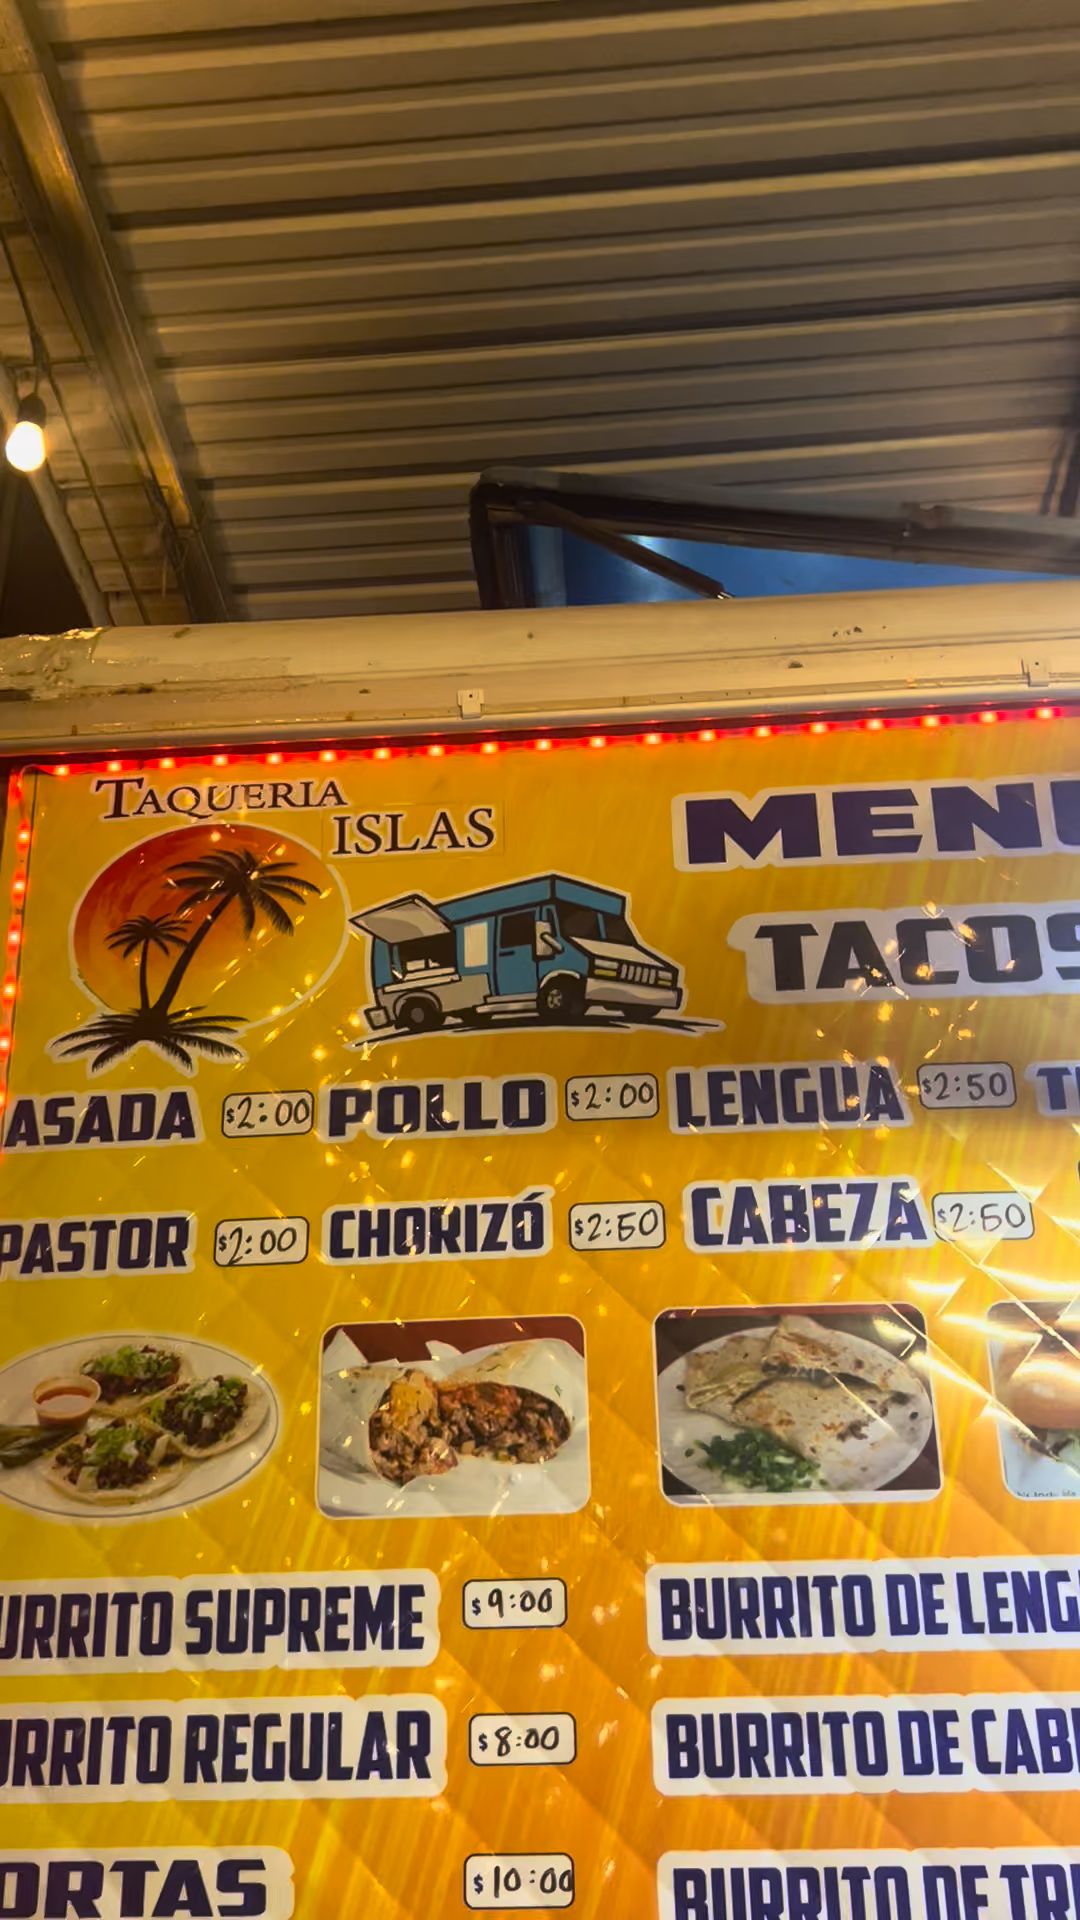 TAQUERIA
ISLAS
MENU
TACOS
ASADA $2:00 POLLO $2:00 LENGUA $2:50
PASTOR $2:00 CHORIZÓ $2:50 CABEZA $2:50
URRITO SUPREME $9:00 BURRITO DE LENG
URRITO REGULAR $8:00 BURRITO DE CAB
ORTAS $10:00 BURRITO DE TRI